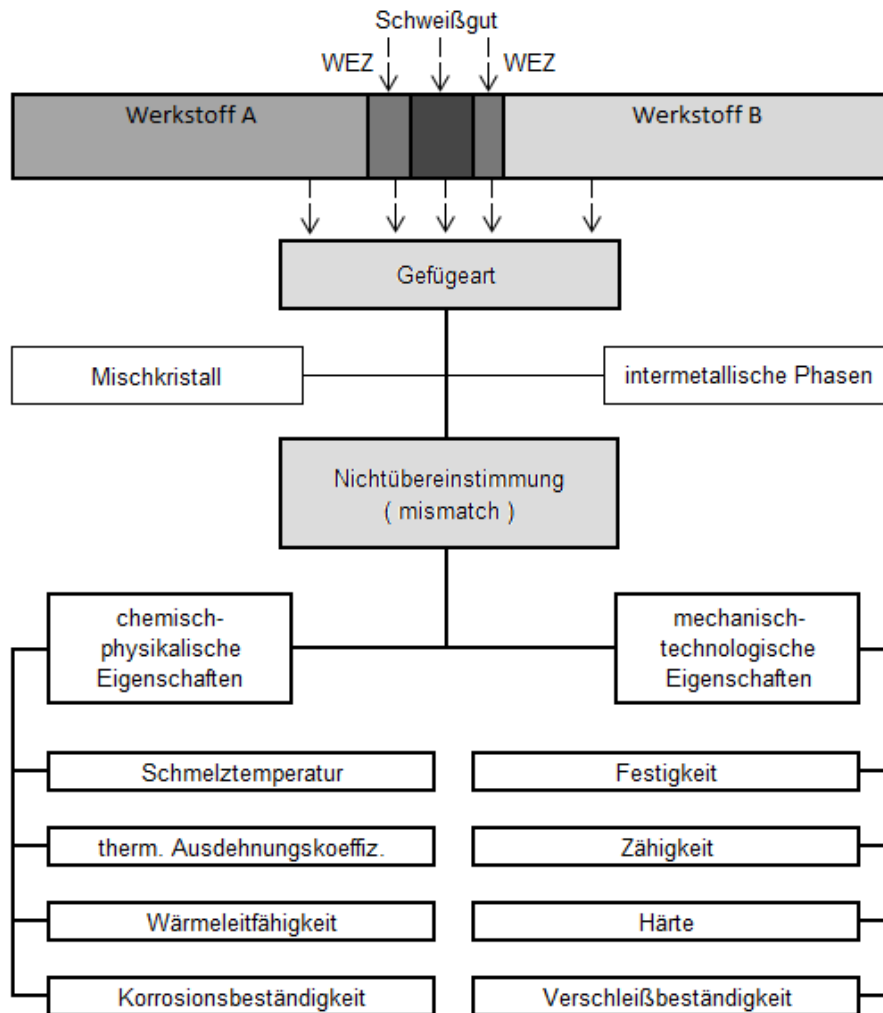 Schweißgut
WEZ
WEZ
Werkstoff A
Werkstoff B
Gefügeart
Mischkristall
intermetallische Phasen
Nichtübereinstimmung
( mismatch )
chemisch-
physikalische
Eigenschaften
mechanisch-
technologische
Eigenschaften
Schmelztemperatur
Festigkeit
therm. Ausdehnungskoeffiz.
Zähigkeit
Wärmeleitfähigkeit
Härte
Korrosionsbeständigkeit
Verschleißbeständigkeit